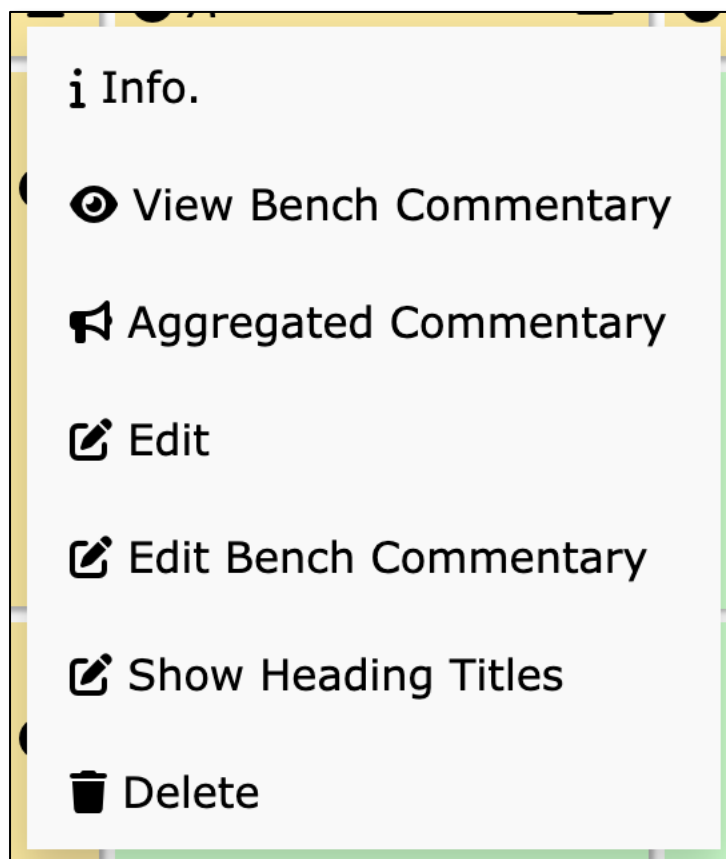 Info.
View Bench Commentary
Aggregated Commentary
Edit
Edit Bench Commentary
Show Heading Titles
Delete